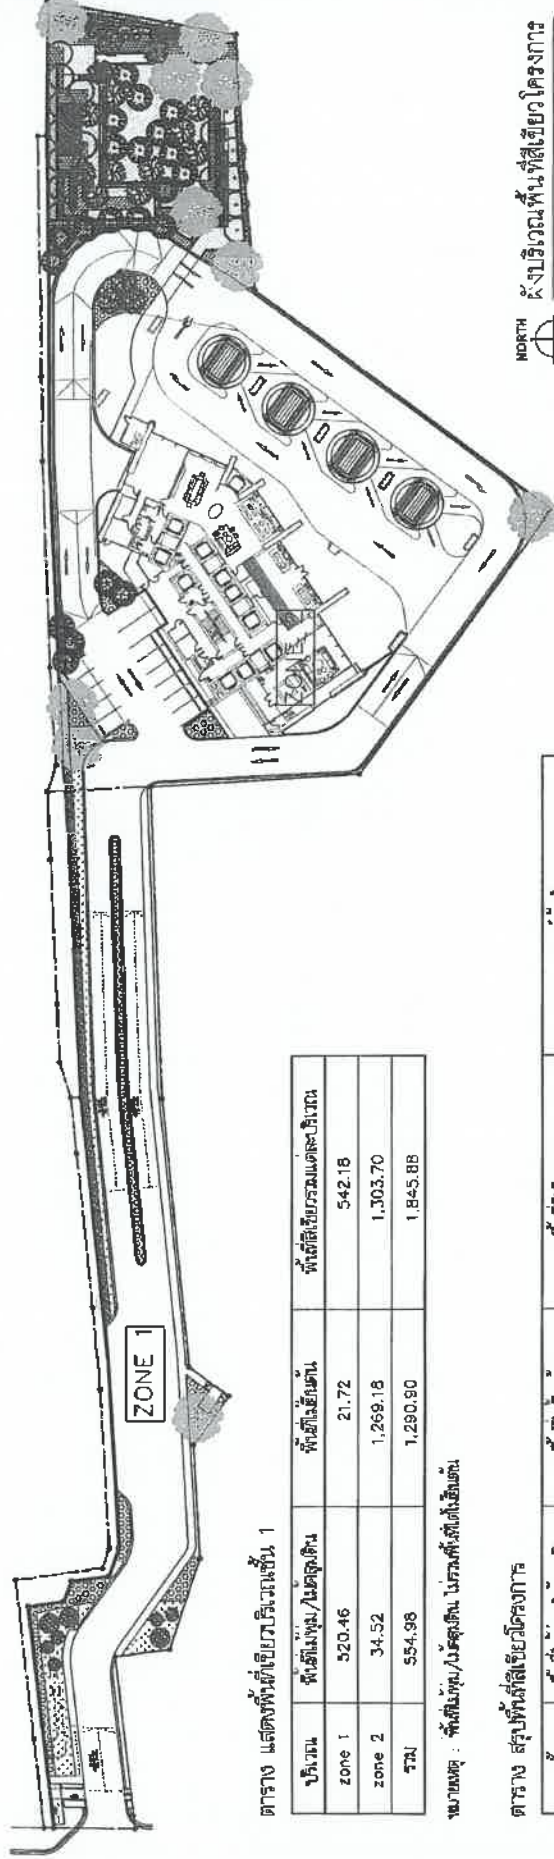 ZONE 1
NORTH
ผังบริเวณพื้นที่สีเขียวโครงการ
ตาราง แสดงพื้นที่เขียวบริเวณชั้น 1
บริเวณ พื้นที่ไม้พุ่ม/ไม้คลุมดิน พื้นที่ไม้ยืนต้น พื้นที่สีเขียวรวมแต่ละบริเวณ
zone 1 520.46 21.72 542.18
zone 2 34.52 1,269.18 1,303.70
รวม 554.98 1,290.90 1,845.88
หมายเหตุ : พื้นที่ไม้พุ่ม/ไม้คลุมดิน ไม่รวมพื้นที่ใต้ไม้ยืนต้น
ตาราง สรุปพื้นที่สีเขียวโครงการ